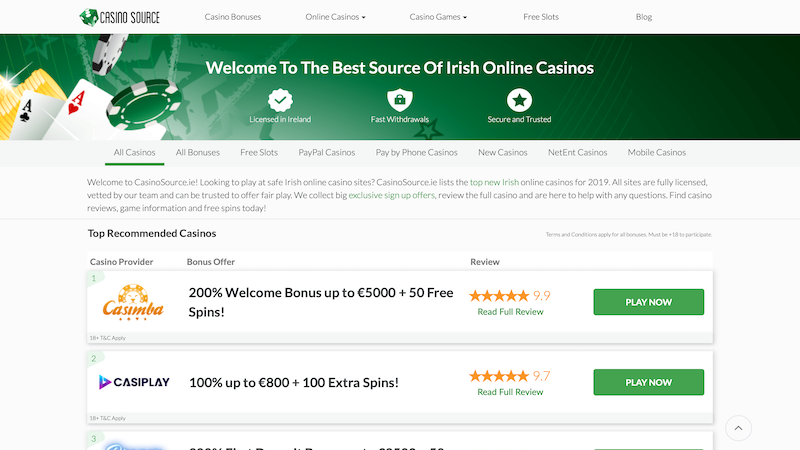 CASINO SOURCE
Casino Bonuses
Online Casinos
Casino Games
Free Slots
Blog
Welcome To The Best Source Of Irish Online Casinos
Licensed in Ireland
Fast Withdrawals
Secure and Trusted
All Casinos
All Bonuses
Free Slots
PayPal Casinos
Pay by Phone Casinos
New Casinos
NetEnt Casinos
Mobile Casinos
Welcome to CasinoSource.ie! Looking to play at safe Irish online casino sites? CasinoSource.ie lists the top new Irish online casinos for 2019. All sites are fully licensed,
vetted by our team and can be trusted to offer fair play. We collect big exclusive sign up offers, review the full casino and are here to help with any questions. Find casino
reviews, game information and free spins today!
Top Recommended Casinos
Terms and Conditions apply for all bonuses. Must be +18 to participate.
Casino Provider
Bonus Offer
Review
1
Casimba
200% Welcome Bonus up to €5000 + 50 Free
Spins!
9.9
Read Full Review
PLAY NOW
18+ T&C Apply
2
CASIPLAY
100% up to €800 + 100 Extra Spins!
9.7
Read Full Review
PLAY NOW
18+ T&C Apply
3